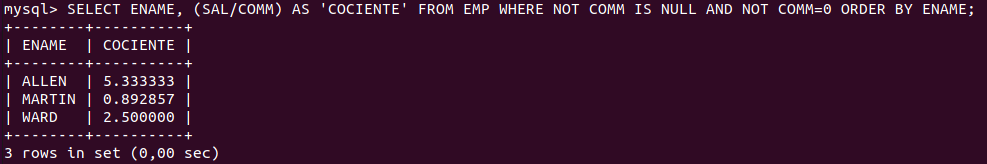 mysql> SELECT ENAME, (SAL/COMM) AS 'COCIENTE' FROM EMP WHERE NOT COMM IS NULL AND NOT COMM=0 ORDER BY ENAME;
+--------+----------+
| ENAME  | COCIENTE |
+--------+----------+
| ALLEN  | 5.333333 |
| MARTIN | 0.892857 |
| WARD   | 2.500000 |
+--------+----------+
3 rows in set (0,00 sec)